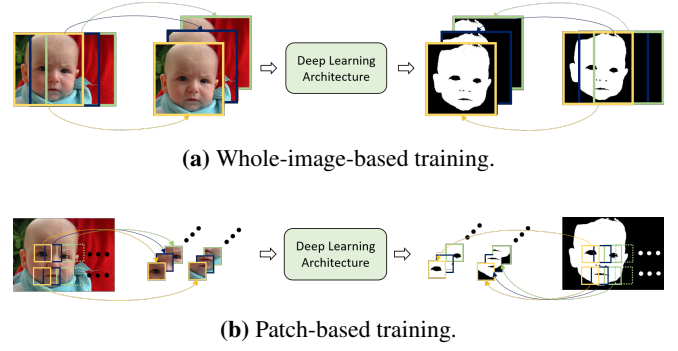 Deep Learning
Architecture
(a) Whole-image-based training.
Deep Learning
Architecture
(b) Patch-based training.